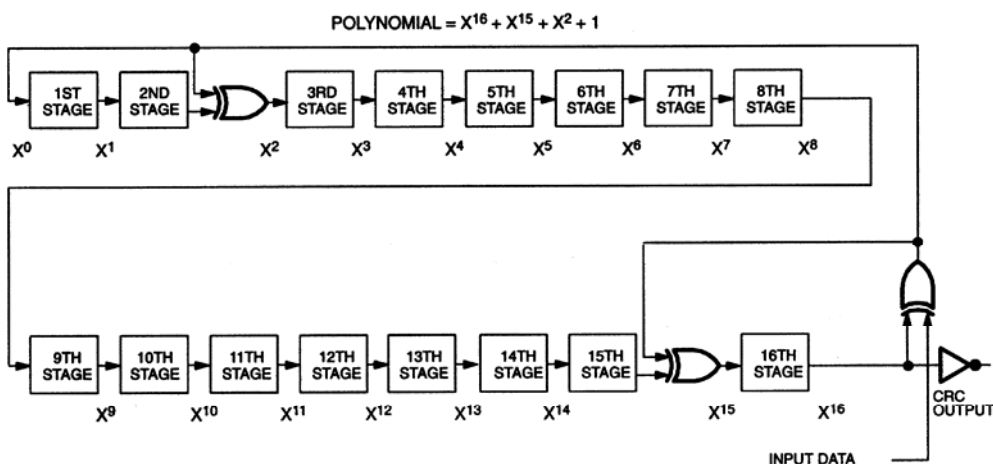 POLYNOMIAL = X¹⁶ + X¹⁵ + X² + 1
1ST STAGE
2ND STAGE
3RD STAGE
4TH STAGE
5TH STAGE
6TH STAGE
7TH STAGE
8TH STAGE
X⁰ X¹ X² X³ X⁴ X⁵ X⁶ X⁷ X⁸
9TH STAGE
10TH STAGE
11TH STAGE
12TH STAGE
13TH STAGE
14TH STAGE
15TH STAGE
16TH STAGE
X⁹ X¹⁰ X¹¹ X¹² X¹³ X¹⁴ X¹⁵ X¹⁶
CRC
OUTPUT
INPUT DATA